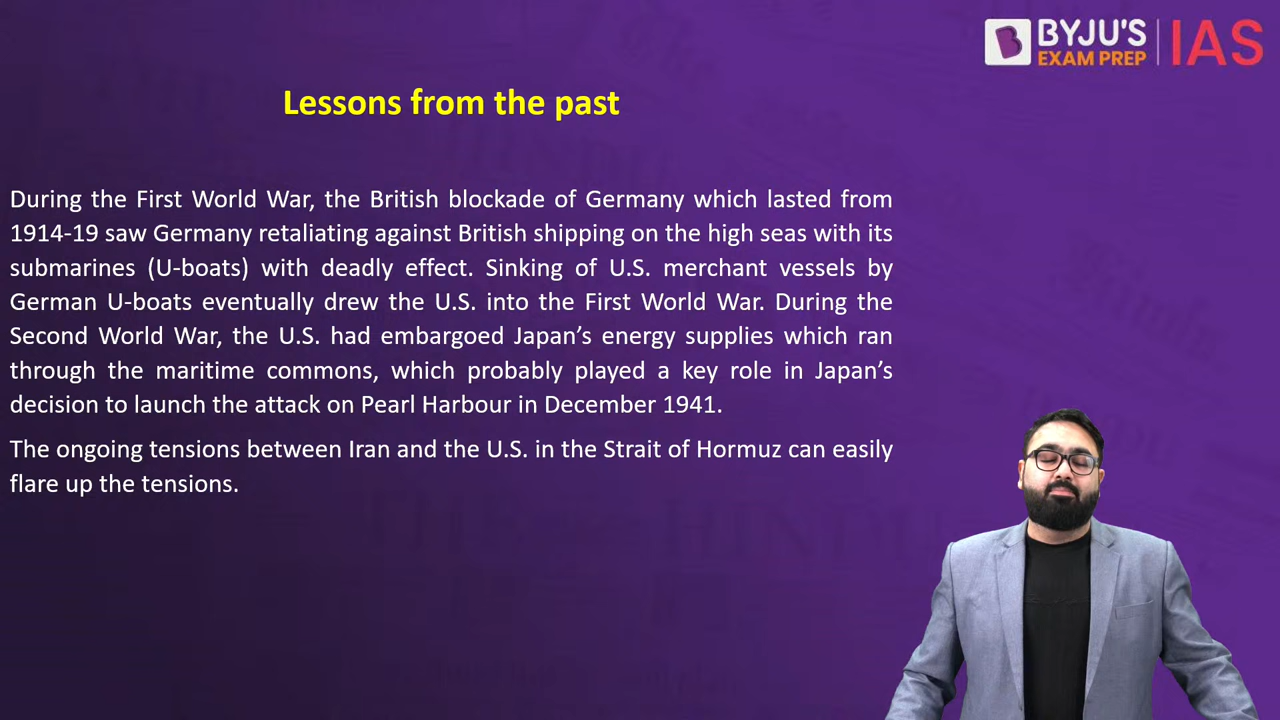 BYJU'S
EXAM PREP
IAS
Lessons from the past
During the First World War, the British blockade of Germany which lasted from
1914-19 saw Germany retaliating against British shipping on the high seas with its
submarines (U-boats) with deadly effect. Sinking of U.S. merchant vessels by
German U-boats eventually drew the U.S. into the First World War. During the
Second World War, the U.S. had embargoed Japan’s energy supplies which ran
through the maritime commons, which probably played a key role in Japan’s
decision to launch the attack on Pearl Harbour in December 1941.
The ongoing tensions between Iran and the U.S. in the Strait of Hormuz can easily
flare up the tensions.